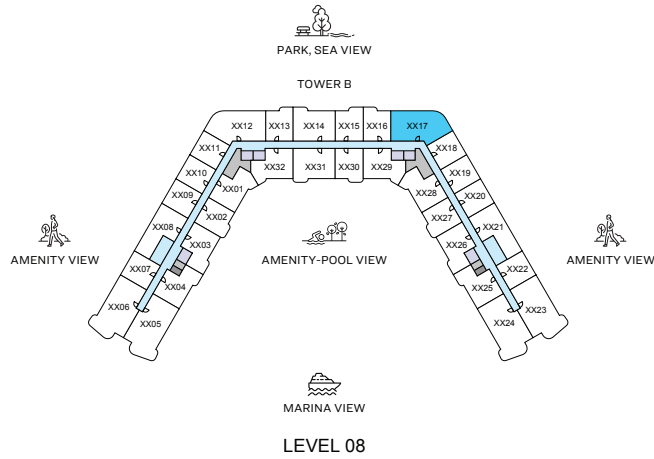 PARK, SEA VIEW
TOWER B
XX12
XX13
XX14
XX15
XX16
XX17
XX11
XX18
XX32
XX31
XX30
XX29
XX10
XX01
XX28
XX19
XX09
XX02
XX27
XX20
XX08
XX03
XX26
XX21
AMENITY VIEW
AMENITY-POOL VIEW
AMENITY VIEW
XX07
XX04
XX25
XX22
XX06
XX05
XX24
XX23
MARINA VIEW
LEVEL 08